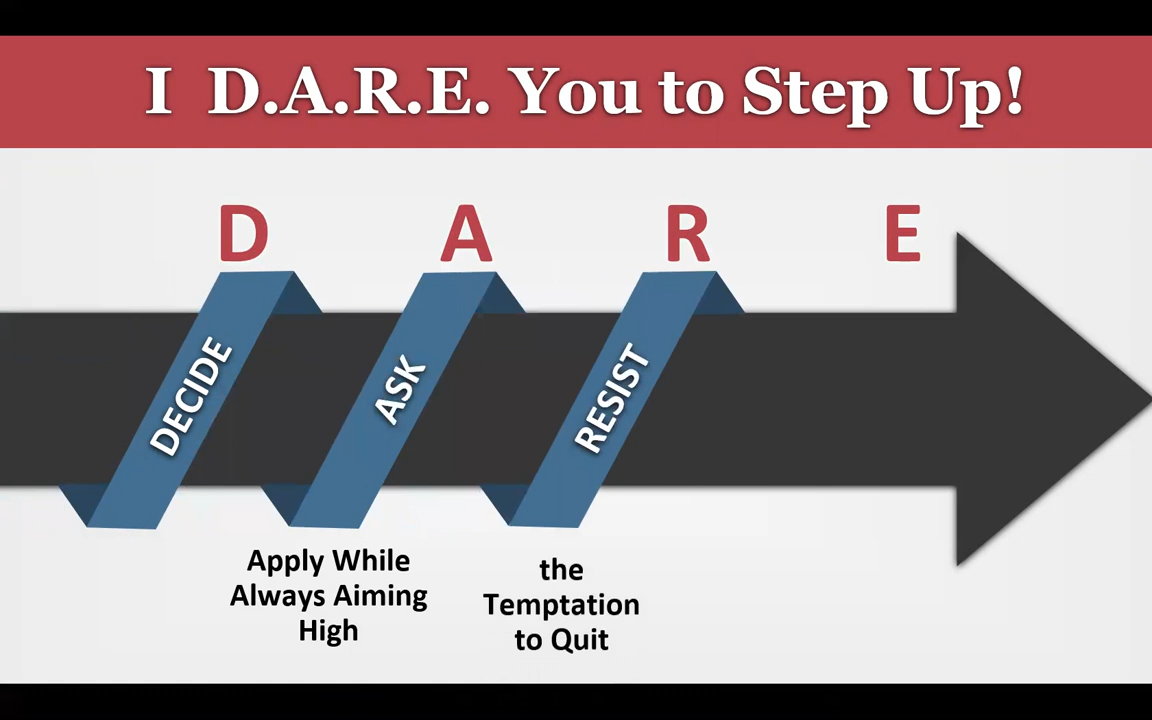 I D.A.R.E. You to Step Up!
D A R E
DECIDE
ASK
RESIST
Apply While
Always Aiming
High
the
Temptation
to Quit